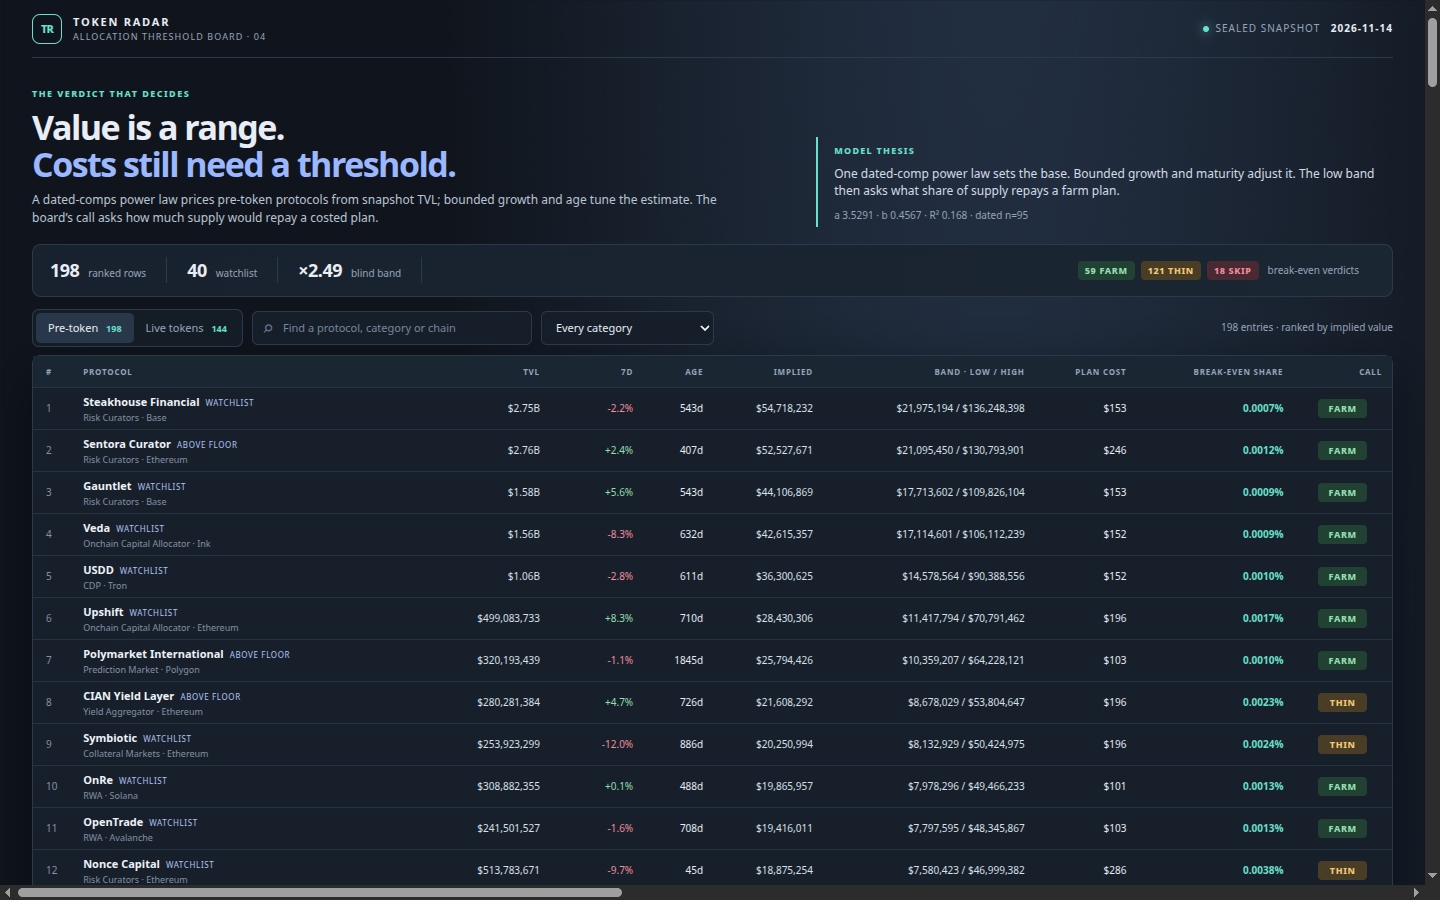 TR
TOKEN RADAR
ALLOCATION THRESHOLD BOARD · 04
SEALED SNAPSHOT 2026-11-14
THE VERDICT THAT DECIDES
Value is a range.
Costs still need a threshold.
A dated-comps power law prices pre-token protocols from snapshot TVL; bounded growth and age tune the estimate. The
board's call asks how much supply would repay a costed plan.
MODEL THESIS
One dated-comp power law sets the base. Bounded growth and maturity adjust it. The low band
then asks what share of supply repays a farm plan.
a 3.5291 · b 0.4567 · R² 0.168 · dated n=95
198 ranked rows 40 watchlist ×2.49 blind band 59 FARM 121 THIN 18 SKIP break-even verdicts
Pre-token 198 Live tokens 144 Find a protocol, category or chain Every category 198 entries · ranked by implied value
# PROTOCOL TVL 7D AGE IMPLIED BAND · LOW / HIGH PLAN COST BREAK-EVEN SHARE CALL
1 Steakhouse Financial WATCHLIST $2.75B -2.2% 543d $54,718,232 $21,975,194 / $136,248,398 $153 0.0007% FARM
Risk Curators · Base
2 Sentora Curator ABOVE FLOOR $2.76B +2.4% 407d $52,527,671 $21,095,450 / $130,793,901 $246 0.0012% FARM
Risk Curators · Ethereum
3 Gauntlet WATCHLIST $1.58B +5.6% 543d $44,106,869 $17,713,602 / $109,826,104 $153 0.0009% FARM
Risk Curators · Base
4 Veda WATCHLIST $1.56B -8.3% 632d $42,615,357 $17,114,601 / $106,112,239 $152 0.0009% FARM
Onchain Capital Allocator · Ink
5 USDD WATCHLIST $1.06B -2.8% 611d $36,300,625 $14,578,564 / $90,388,556 $152 0.0010% FARM
CDP · Tron
6 Upshift WATCHLIST $499,083,733 +8.3% 710d $28,430,306 $11,417,794 / $70,791,462 $196 0.0017% FARM
Onchain Capital Allocator · Ethereum
7 Polymarket International ABOVE FLOOR $320,193,439 -1.1% 1845d $25,794,426 $10,359,207 / $64,228,121 $103 0.0010% FARM
Prediction Market · Polygon
8 CIAN Yield Layer ABOVE FLOOR $280,281,384 +4.7% 726d $21,608,292 $8,678,029 / $53,804,647 $196 0.0023% THIN
Yield Aggregator · Ethereum
9 Symbiotic WATCHLIST $253,923,299 -12.0% 886d $20,250,994 $8,132,929 / $50,424,975 $196 0.0024% THIN
Collateral Markets · Ethereum
10 OnRe WATCHLIST $308,882,355 +0.1% 488d $19,865,957 $7,978,296 / $49,466,233 $101 0.0013% FARM
RWA · Solana
11 OpenTrade WATCHLIST $241,501,527 -1.6% 708d $19,416,011 $7,797,595 / $48,345,867 $103 0.0013% FARM
RWA · Avalanche
12 Nonce Capital WATCHLIST $513,783,671 -9.7% 45d $18,875,254 $7,580,423 / $46,999,382 $286 0.0038% THIN
Risk Curators · Ethereum